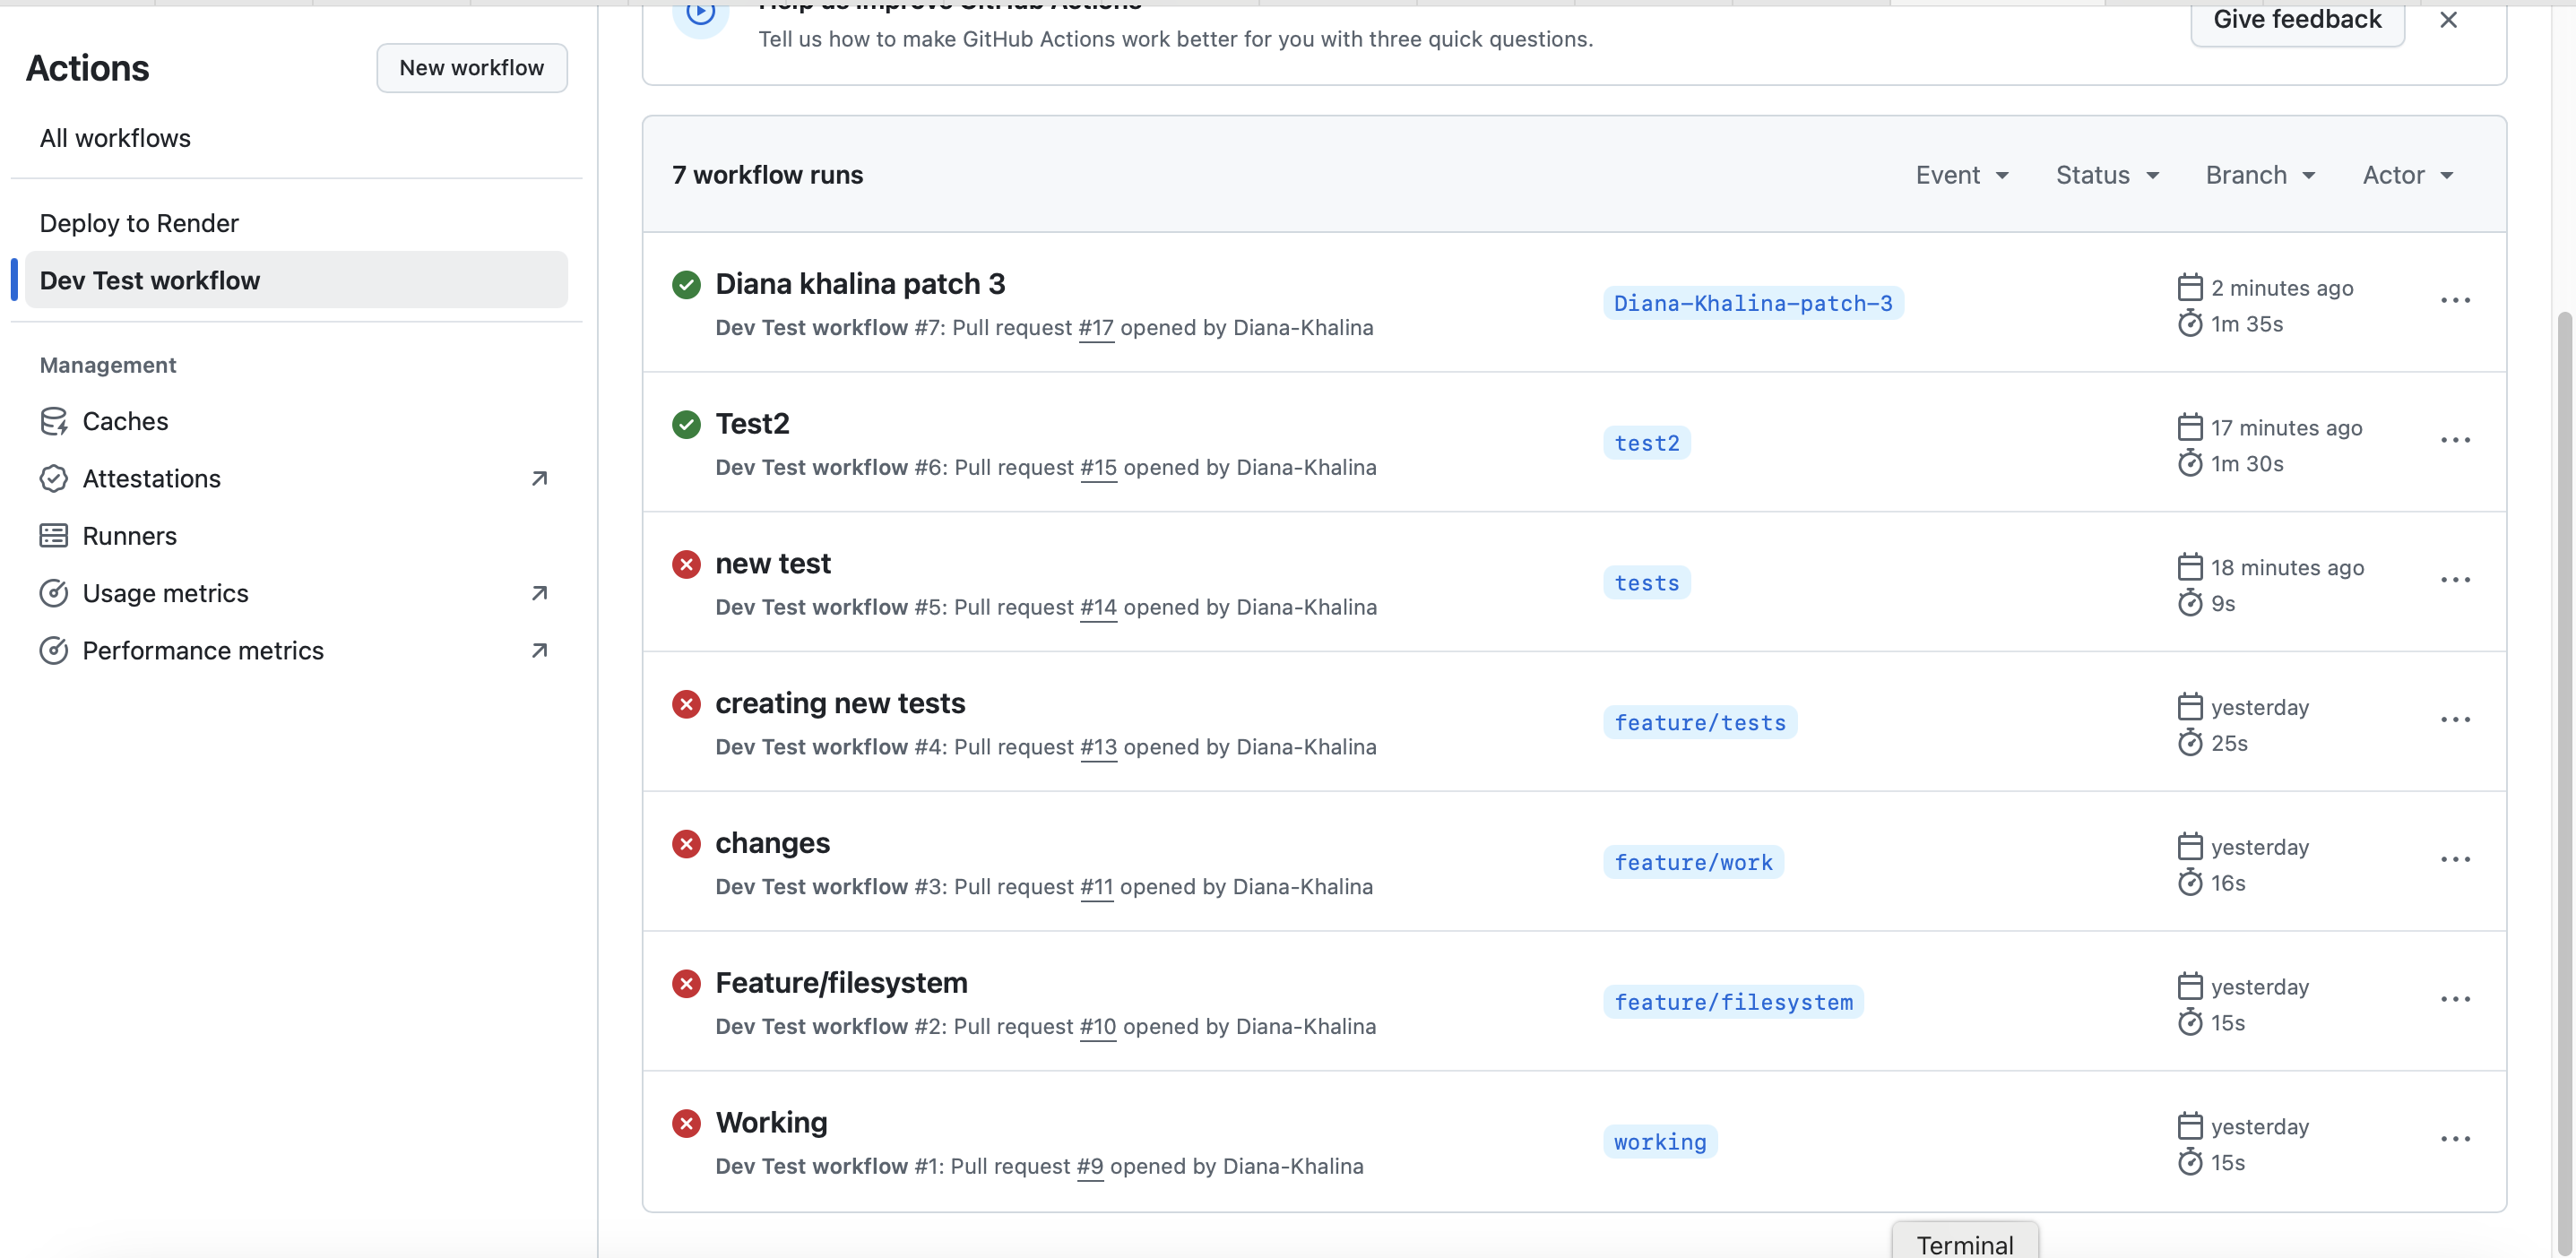 Actions
New workflow
All workflows
Deploy to Render
Dev Test workflow
Management
Caches
Attestations
Runners
Usage metrics
Performance metrics
Help us improve GitHub Actions
Tell us how to make GitHub Actions work better for you with three quick questions.
Give feedback
7 workflow runs
Event
Status
Branch
Actor
Diana khalina patch 3
Dev Test workflow #7: Pull request #17 opened by Diana-Khalina
Diana-Khalina-patch-3
2 minutes ago
1m 35s
Test2
Dev Test workflow #6: Pull request #15 opened by Diana-Khalina
test2
17 minutes ago
1m 30s
new test
Dev Test workflow #5: Pull request #14 opened by Diana-Khalina
tests
18 minutes ago
9s
creating new tests
Dev Test workflow #4: Pull request #13 opened by Diana-Khalina
feature/tests
yesterday
25s
changes
Dev Test workflow #3: Pull request #11 opened by Diana-Khalina
feature/work
yesterday
16s
Feature/filesystem
Dev Test workflow #2: Pull request #10 opened by Diana-Khalina
feature/filesystem
yesterday
15s
Working
Dev Test workflow #1: Pull request #9 opened by Diana-Khalina
working
yesterday
15s
Terminal